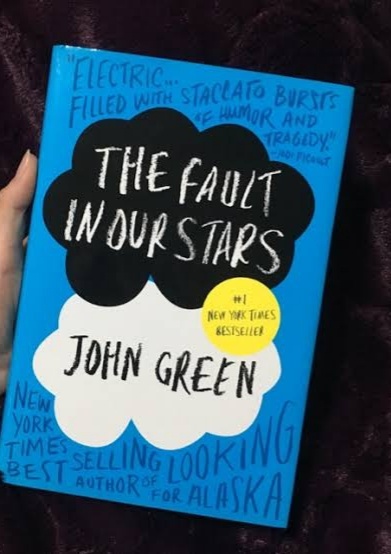 "ELECTRIC...
FILLED WITH STACCATO BURSTS
OF HUMOR AND
TRAGEDY."
—JODI PICOULT
THE FAULT
IN OUR STARS
#1
NEW YORK TIMES
BESTSELLER
JOHN GREEN
NEW
YORK
TIMES
BEST SELLING
AUTHOR OF
LOOKING
FOR ALASKA